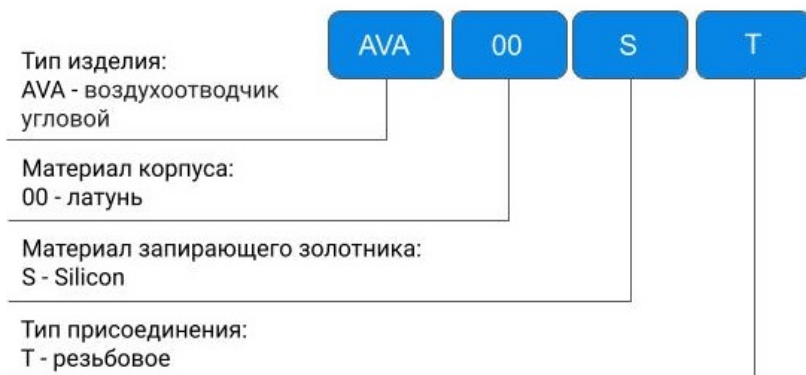 AVA 00 S T
Тип изделия:
AVA - воздухоотводчик
угловой
Материал корпуса:
00 - латунь
Материал запирающего золотника:
S - Silicon
Тип присоединения:
T - резьбовое